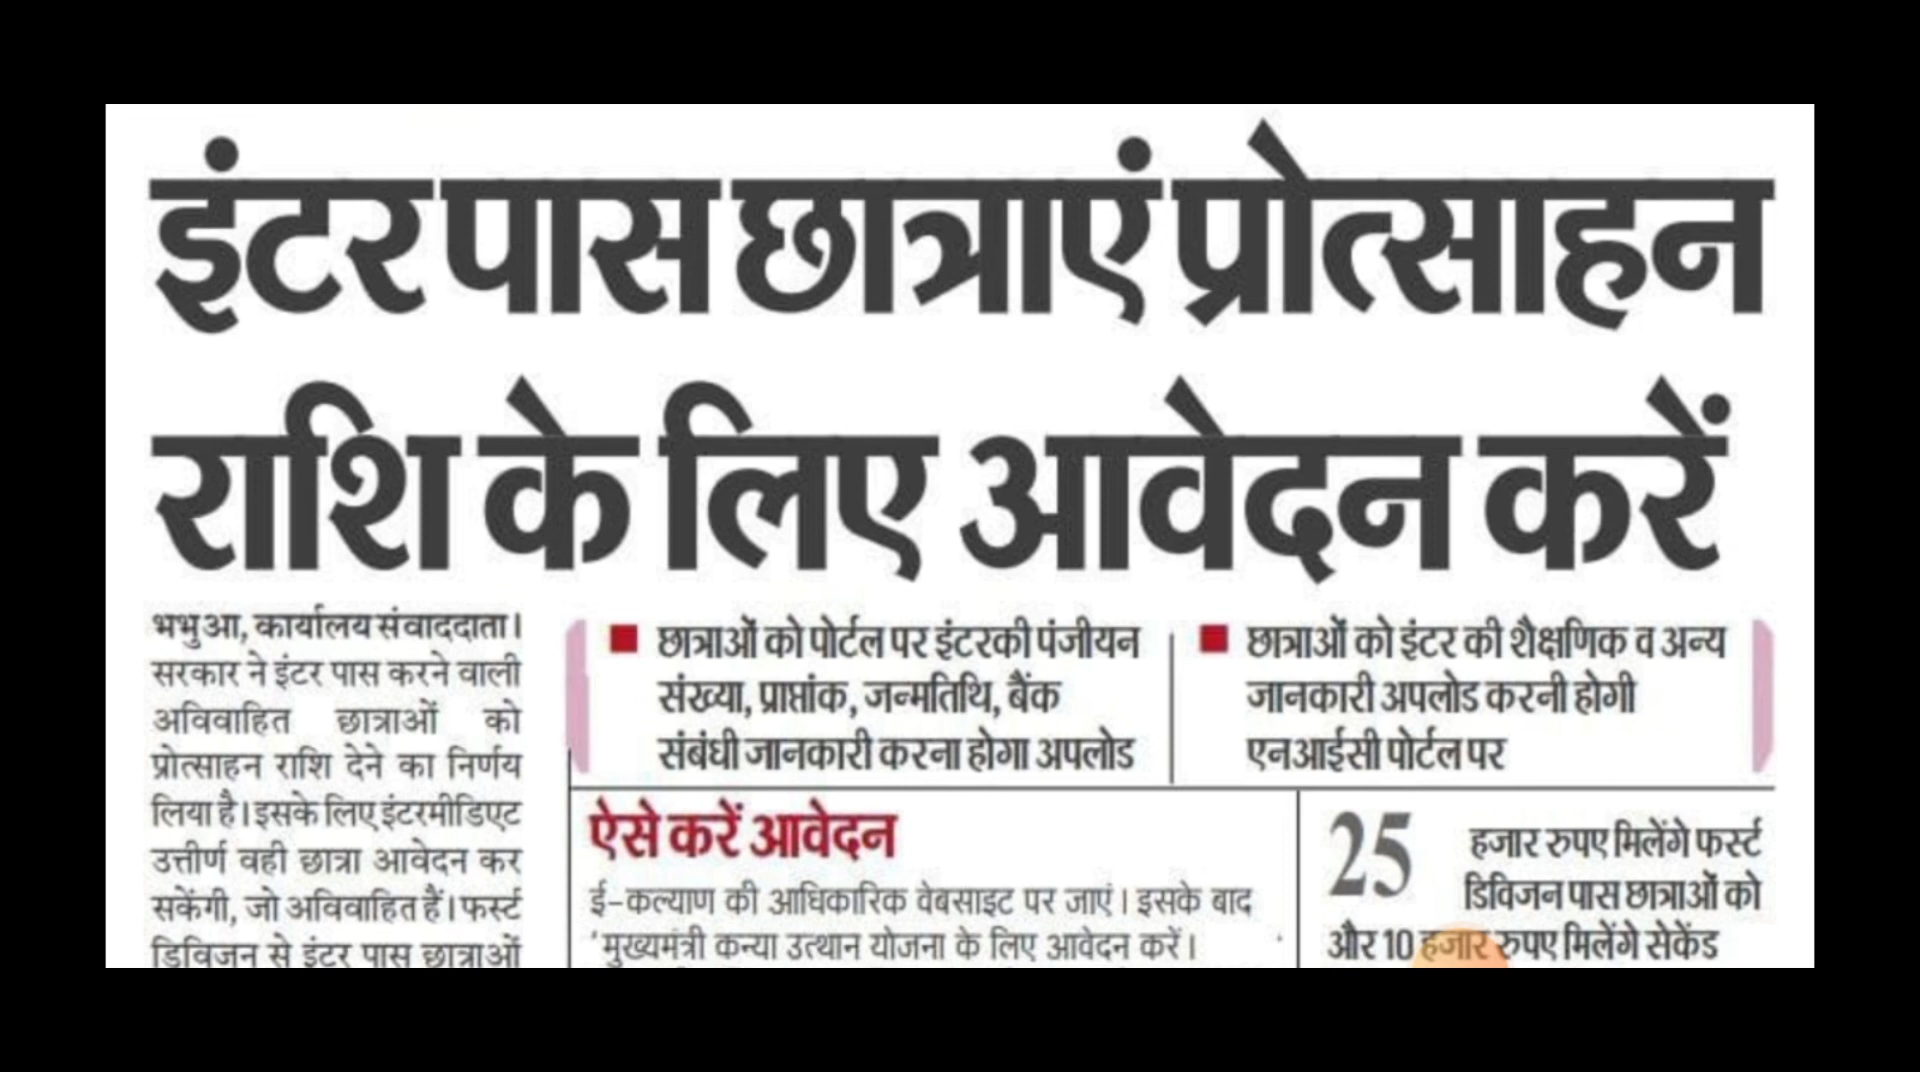 इंटर पास छात्राएं प्रोत्साहन
राशि के लिए आवेदन करें
भभुआ, कार्यालय संवाददाता।
सरकार ने इंटर पास करने वाली
अविवाहित छात्राओं को
प्रोत्साहन राशि देने का निर्णय
लिया है। इसके लिए इंटरमीडिएट
उत्तीर्ण वही छात्रा आवेदन कर
सकेंगी, जो अविवाहित हैं। फर्स्ट
डिविजन से इंटर पास छात्राओं
छात्राओं को पोर्टल पर इंटरकी पंजीयन
संख्या, प्राप्तांक, जन्मतिथि, बैंक
संबंधी जानकारी करना होगा अपलोड
छात्राओं को इंटर की शैक्षणिक व अन्य
जानकारी अपलोड करनी होगी
एनआईसी पोर्टल पर
ऐसे करें आवेदन
ई-कल्याण की आधिकारिक वेबसाइट पर जाएं। इसके बाद
'मुख्यमंत्री कन्या उत्थान योजना के लिए आवेदन करें।
25 हजार रुपए मिलेंगे फर्स्ट
डिविजन पास छात्राओं को
और 10 हजार रुपए मिलेंगे सेकेंड